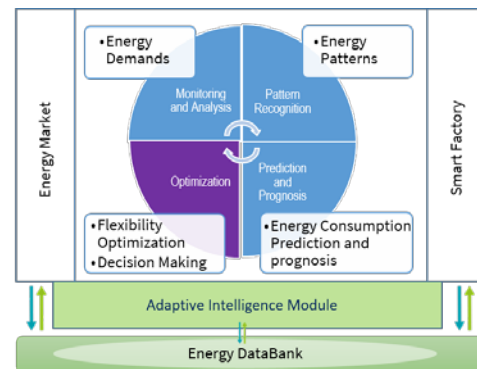 • Energy
Demands
• Energy
Patterns
Monitoring
and Analysis
Pattern
Recognition
Energy Market
Smart Factory
Optimization
Prediction
and
Prognosis
• Flexibility
Optimization
• Decision Making
• Energy Consumption
Prediction and
prognosis
Adaptive Intelligence Module
Energy DataBank